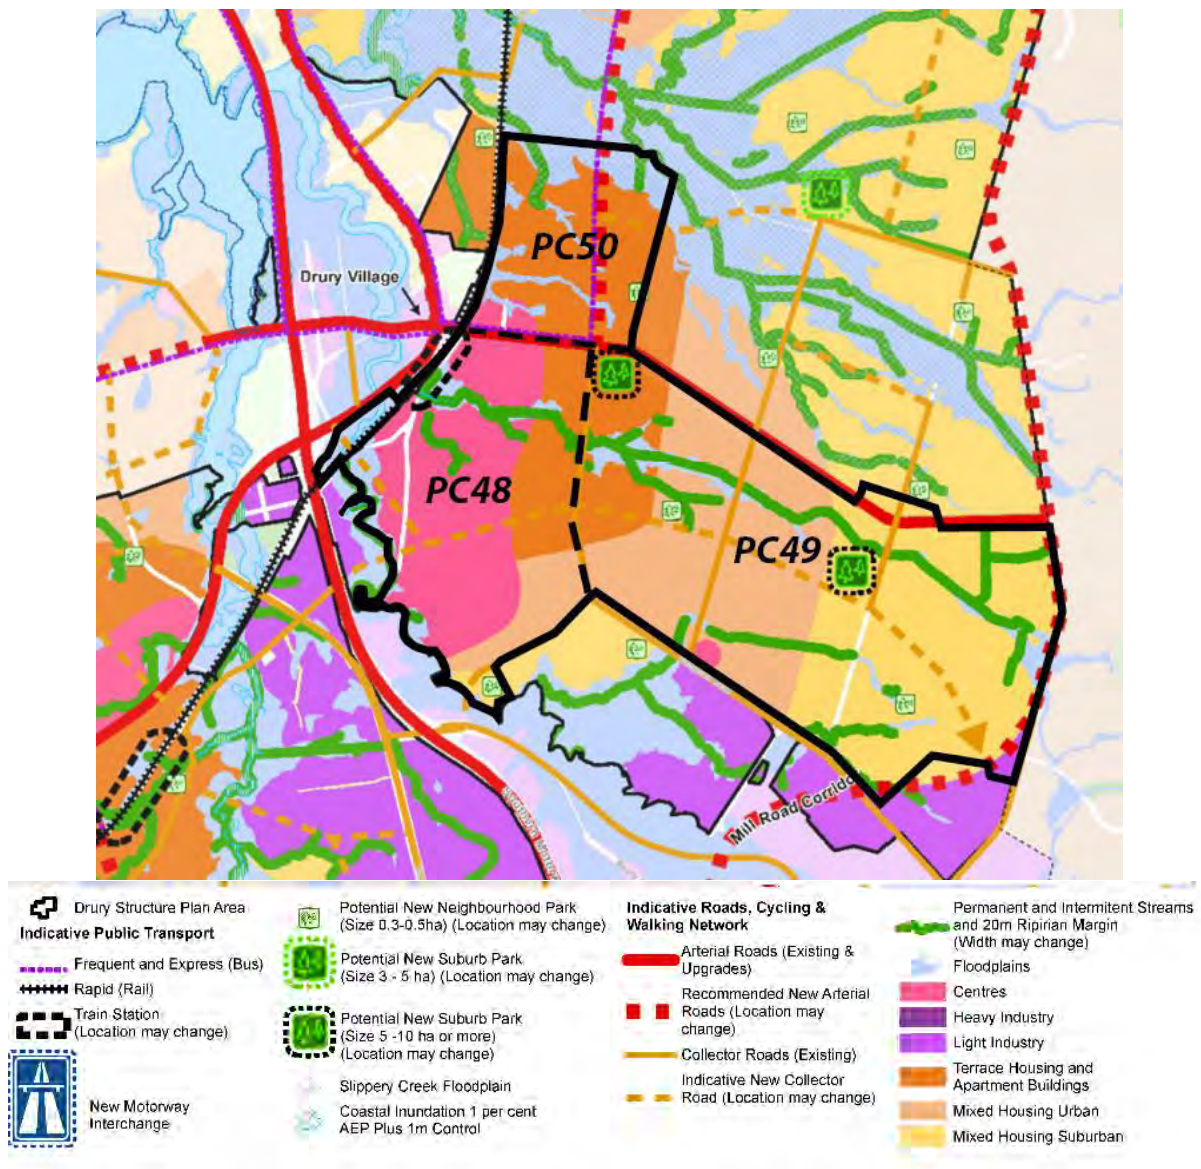 PC50
Drury Village
PC48
PC49
Mill Road Corrido
Drury Structure Plan Area
Indicative Public Transport
Frequent and Express (Bus)
Rapid (Rail)
Train Station
(Location may change)
New Motorway
Interchange
Potential New Neighbourhood Park
(Size 0.3-0.5ha) (Location may change)
Potential New Suburb Park
(Size 3 - 5 ha) (Location may change)
Potential New Suburb Park
(Size 5 -10 ha or more)
(Location may change)
Slippery Creek Floodplain
Coastal Inundation 1 per cent
AEP Plus 1m Control
Indicative Roads, Cycling &
Walking Network
Arterial Roads (Existing &
Upgrades)
Recommended New Arterial
Roads (Location may
change)
Collector Roads (Existing)
Indicative New Collector
Road (Location may change)
Permanent and Intermitent Streams
and 20m Ripirian Margin
(Width may change)
Floodplains
Centres
Heavy Industry
Light Industry
Terrace Housing and
Apartment Buildings
Mixed Housing Urban
Mixed Housing Suburban